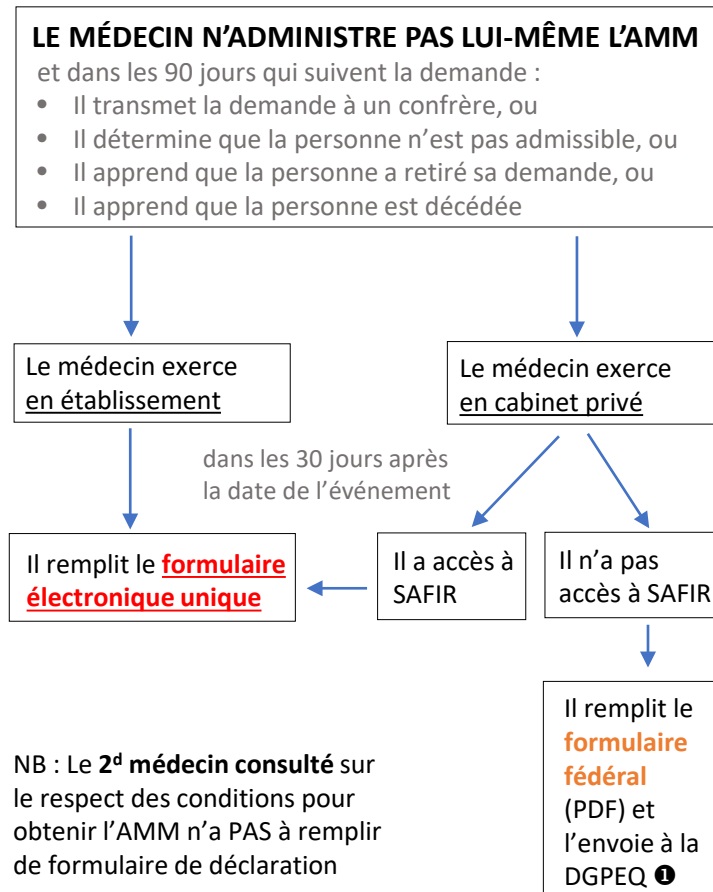 LE MÉDECIN N’ADMINISTRE PAS LUI-MÊME L’AMM
et dans les 90 jours qui suivent la demande :
• Il transmet la demande à un confrère, ou
• Il détermine que la personne n’est pas admissible, ou
• Il apprend que la personne a retiré sa demande, ou
• Il apprend que la personne est décédée
Le médecin exerce
en établissement
Le médecin exerce
en cabinet privé
dans les 30 jours après
la date de l’événement
Il remplit le formulaire
électronique unique
Il a accès à
SAFIR
Il n’a pas
accès à SAFIR
Il remplit le
formulaire
fédéral
(PDF) et
l’envoie à la
DGPEQ ❶
NB : Le 2ᵈ médecin consulté sur
le respect des conditions pour
obtenir l’AMM n’a PAS à remplir
de formulaire de déclaration